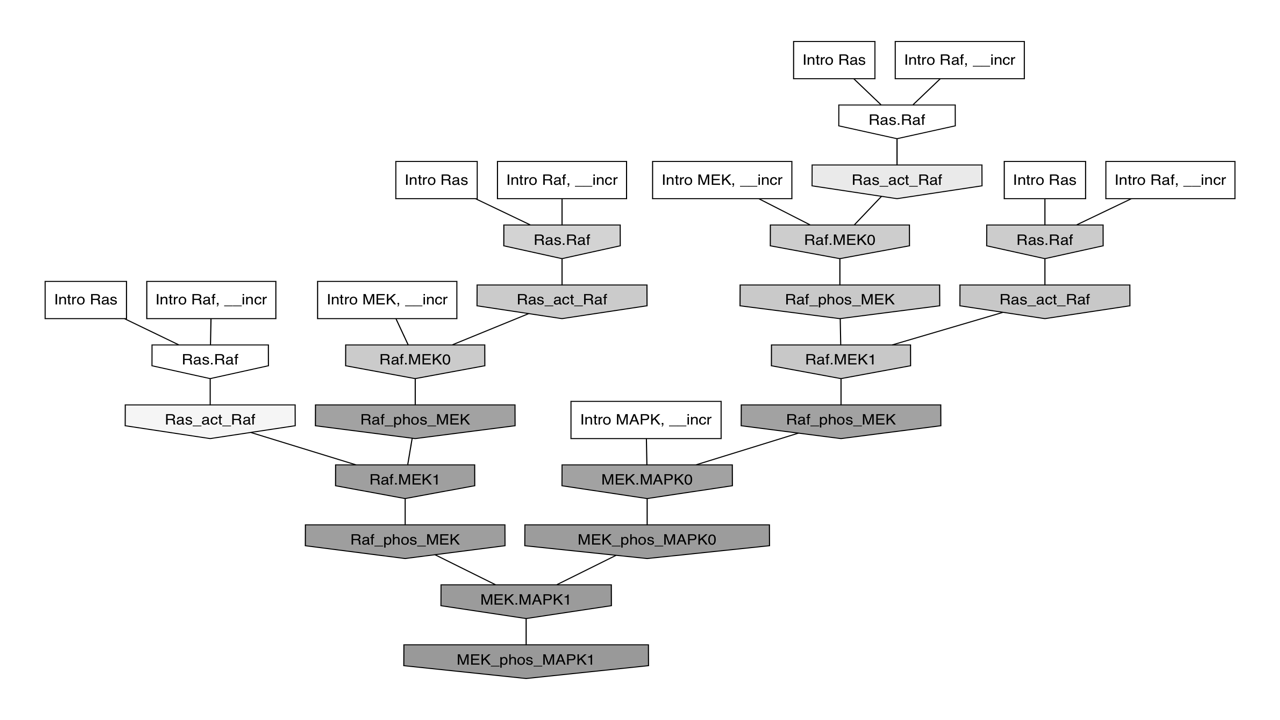 Intro Ras
Intro Raf, __incr
Ras.Raf
Intro Ras
Intro Raf, __incr
Intro MEK, __incr
Ras_act_Raf
Intro Ras
Intro Raf, __incr
Ras.Raf
Raf.MEK0
Ras.Raf
Intro Ras
Intro Raf, __incr
Intro MEK, __incr
Ras_act_Raf
Raf_phos_MEK
Ras_act_Raf
Ras.Raf
Raf.MEK0
Raf.MEK1
Ras_act_Raf
Raf_phos_MEK
Intro MAPK, __incr
Raf_phos_MEK
Raf.MEK1
MEK.MAPK0
Raf_phos_MEK
MEK_phos_MAPK0
MEK.MAPK1
MEK_phos_MAPK1